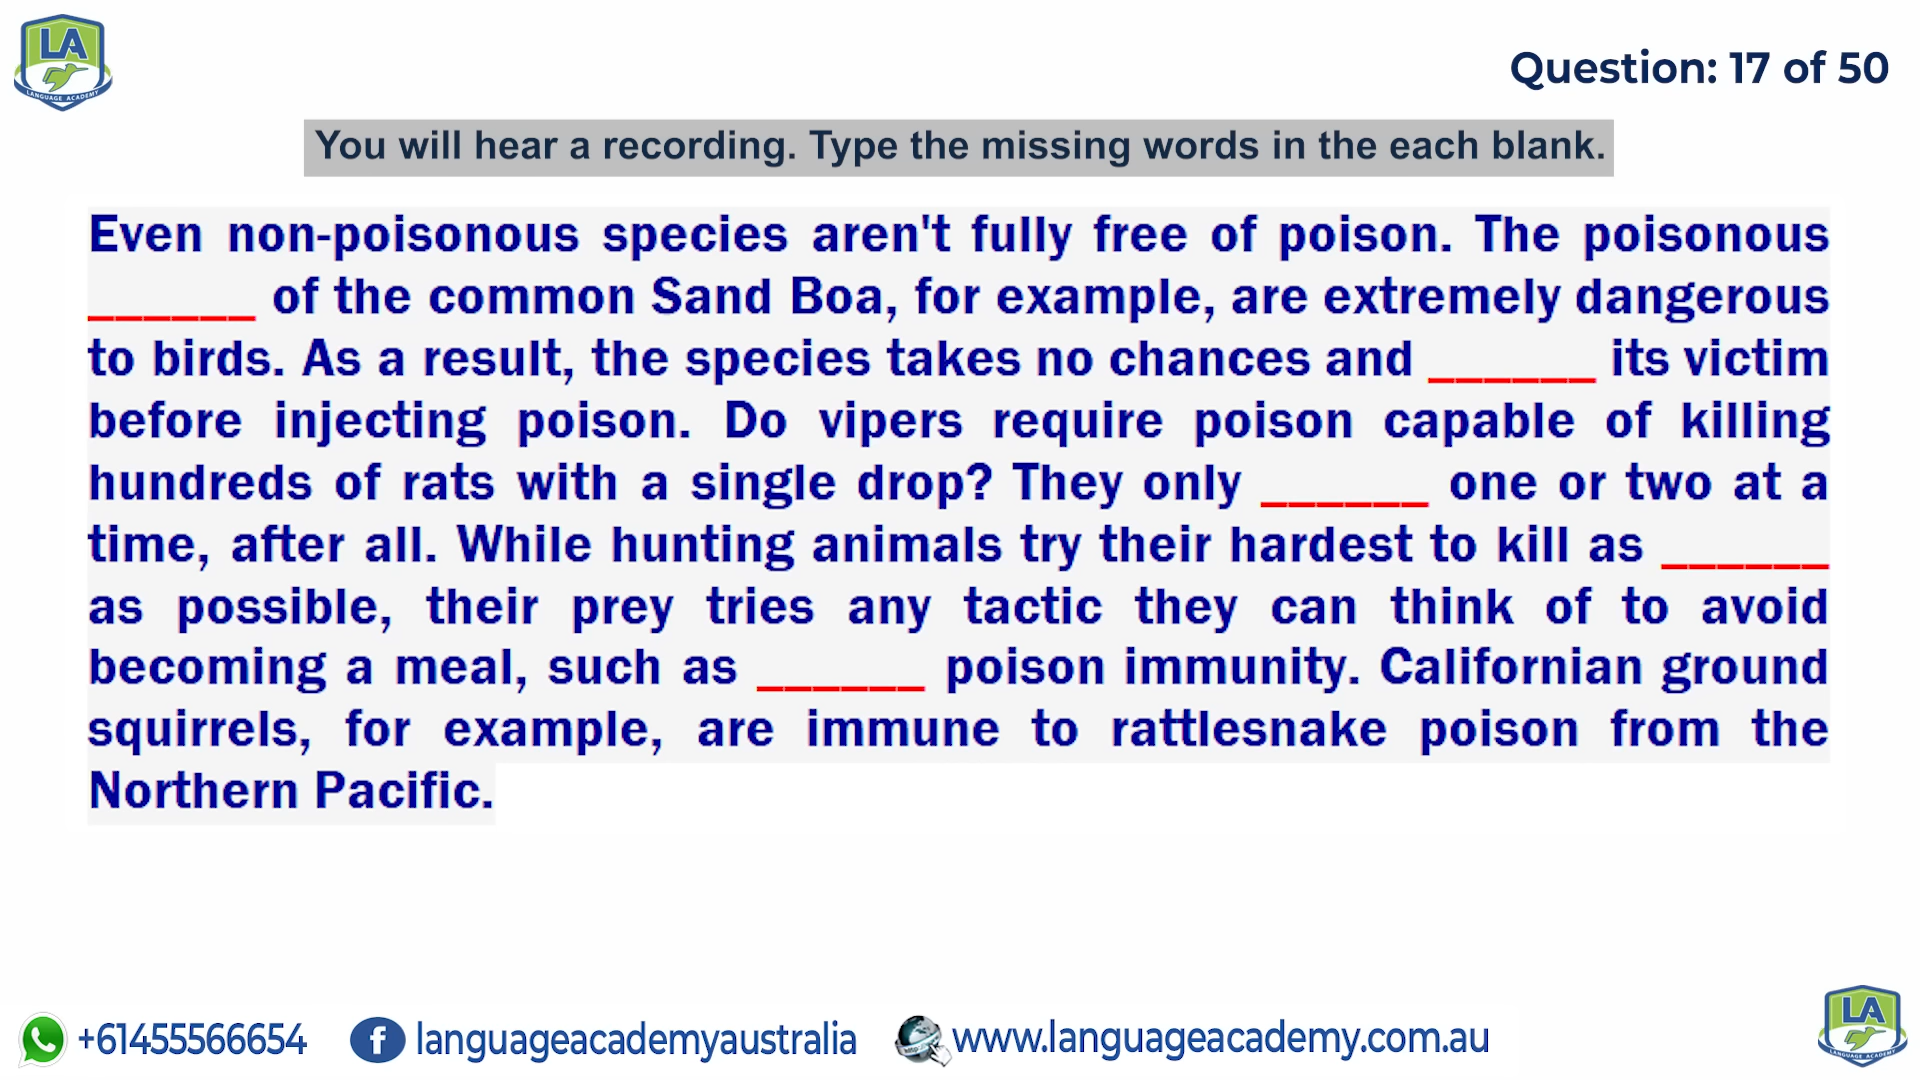 LA
LANGUAGE ACADEMY
Question: 17 of 50
You will hear a recording. Type the missing words in the each blank.
Even non-poisonous species aren't fully free of poison. The poisonous
______ of the common Sand Boa, for example, are extremely dangerous
to birds. As a result, the species takes no chances and ______ its victim
before injecting poison. Do vipers require poison capable of killing
hundreds of rats with a single drop? They only ______ one or two at a
time, after all. While hunting animals try their hardest to kill as ______
as possible, their prey tries any tactic they can think of to avoid
becoming a meal, such as ______ poison immunity. Californian ground
squirrels, for example, are immune to rattlesnake poison from the
Northern Pacific.
+61455566654
f languageacademyaustralia
http www.languageacademy.com.au
LA
LANGUAGE ACADEMY